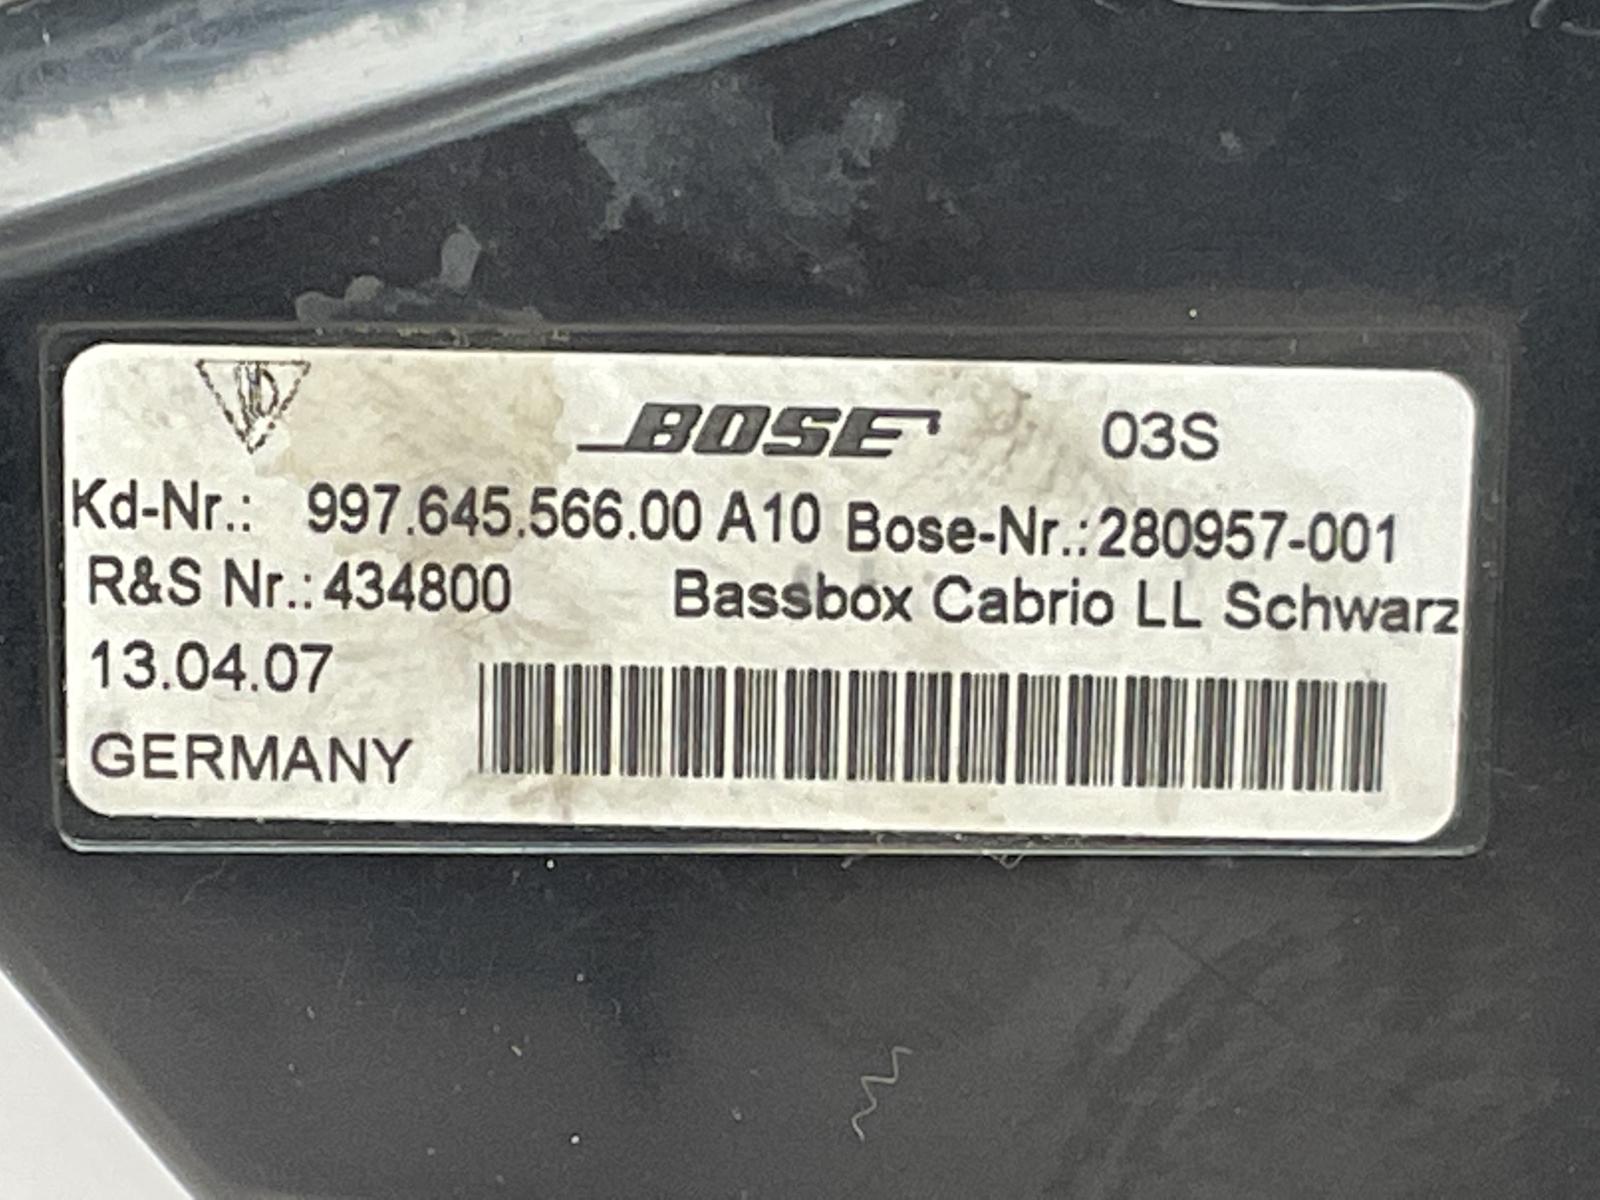 BOSE 03S
Kd-Nr.: 997.645.566.00 A10 Bose-Nr.:280957-001
R&S Nr.:434800 Bassbox Cabrio LL Schwarz
13.04.07
GERMANY